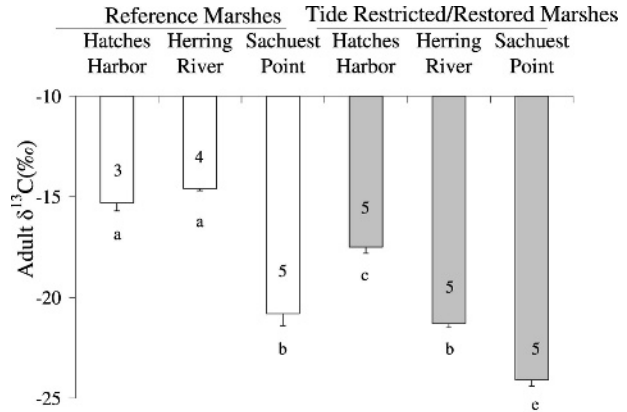 Reference Marshes Tide Restricted/Restored Marshes
Hatches Herring Sachuest Hatches Herring Sachuest
Harbor River Point Harbor River Point
-10
3 4
-15
a a
5
5 c
5
-20
b b
5
e
-25
Adult δ¹³C(‰)